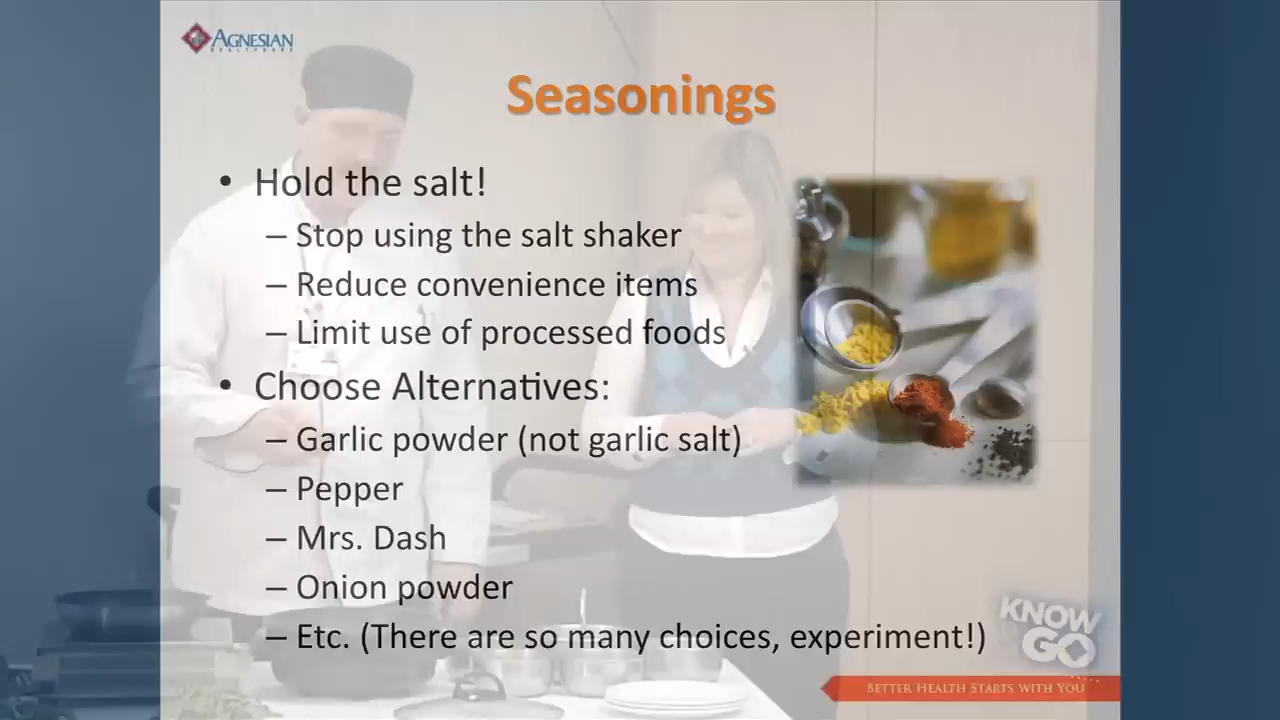 AGNESIAN
HEALTHCARE
Seasonings
• Hold the salt!
– Stop using the salt shaker
– Reduce convenience items
– Limit use of processed foods
• Choose Alternatives:
– Garlic powder (not garlic salt)
– Pepper
– Mrs. Dash
– Onion powder
– Etc. (There are so many choices, experiment!)
KNOW
GO
BETTER HEALTH STARTS WITH YOU